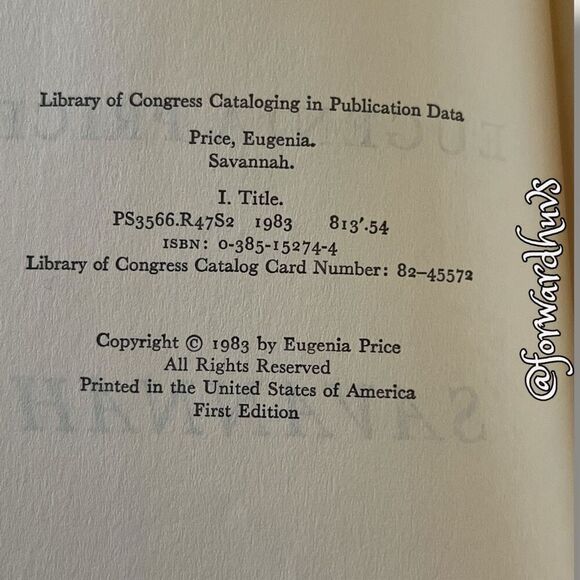 Library of Congress Cataloging in Publication Data
Price, Eugenia.
Savannah.
I. Title.
PS3566.R47S2 1983 813'.54
ISBN: 0-385-15274-4
Library of Congress Catalog Card Number: 82–45572
Copyright © 1983 by Eugenia Price
All Rights Reserved
Printed in the United States of America
First Edition
@forwardhuvs
SAVANNAH